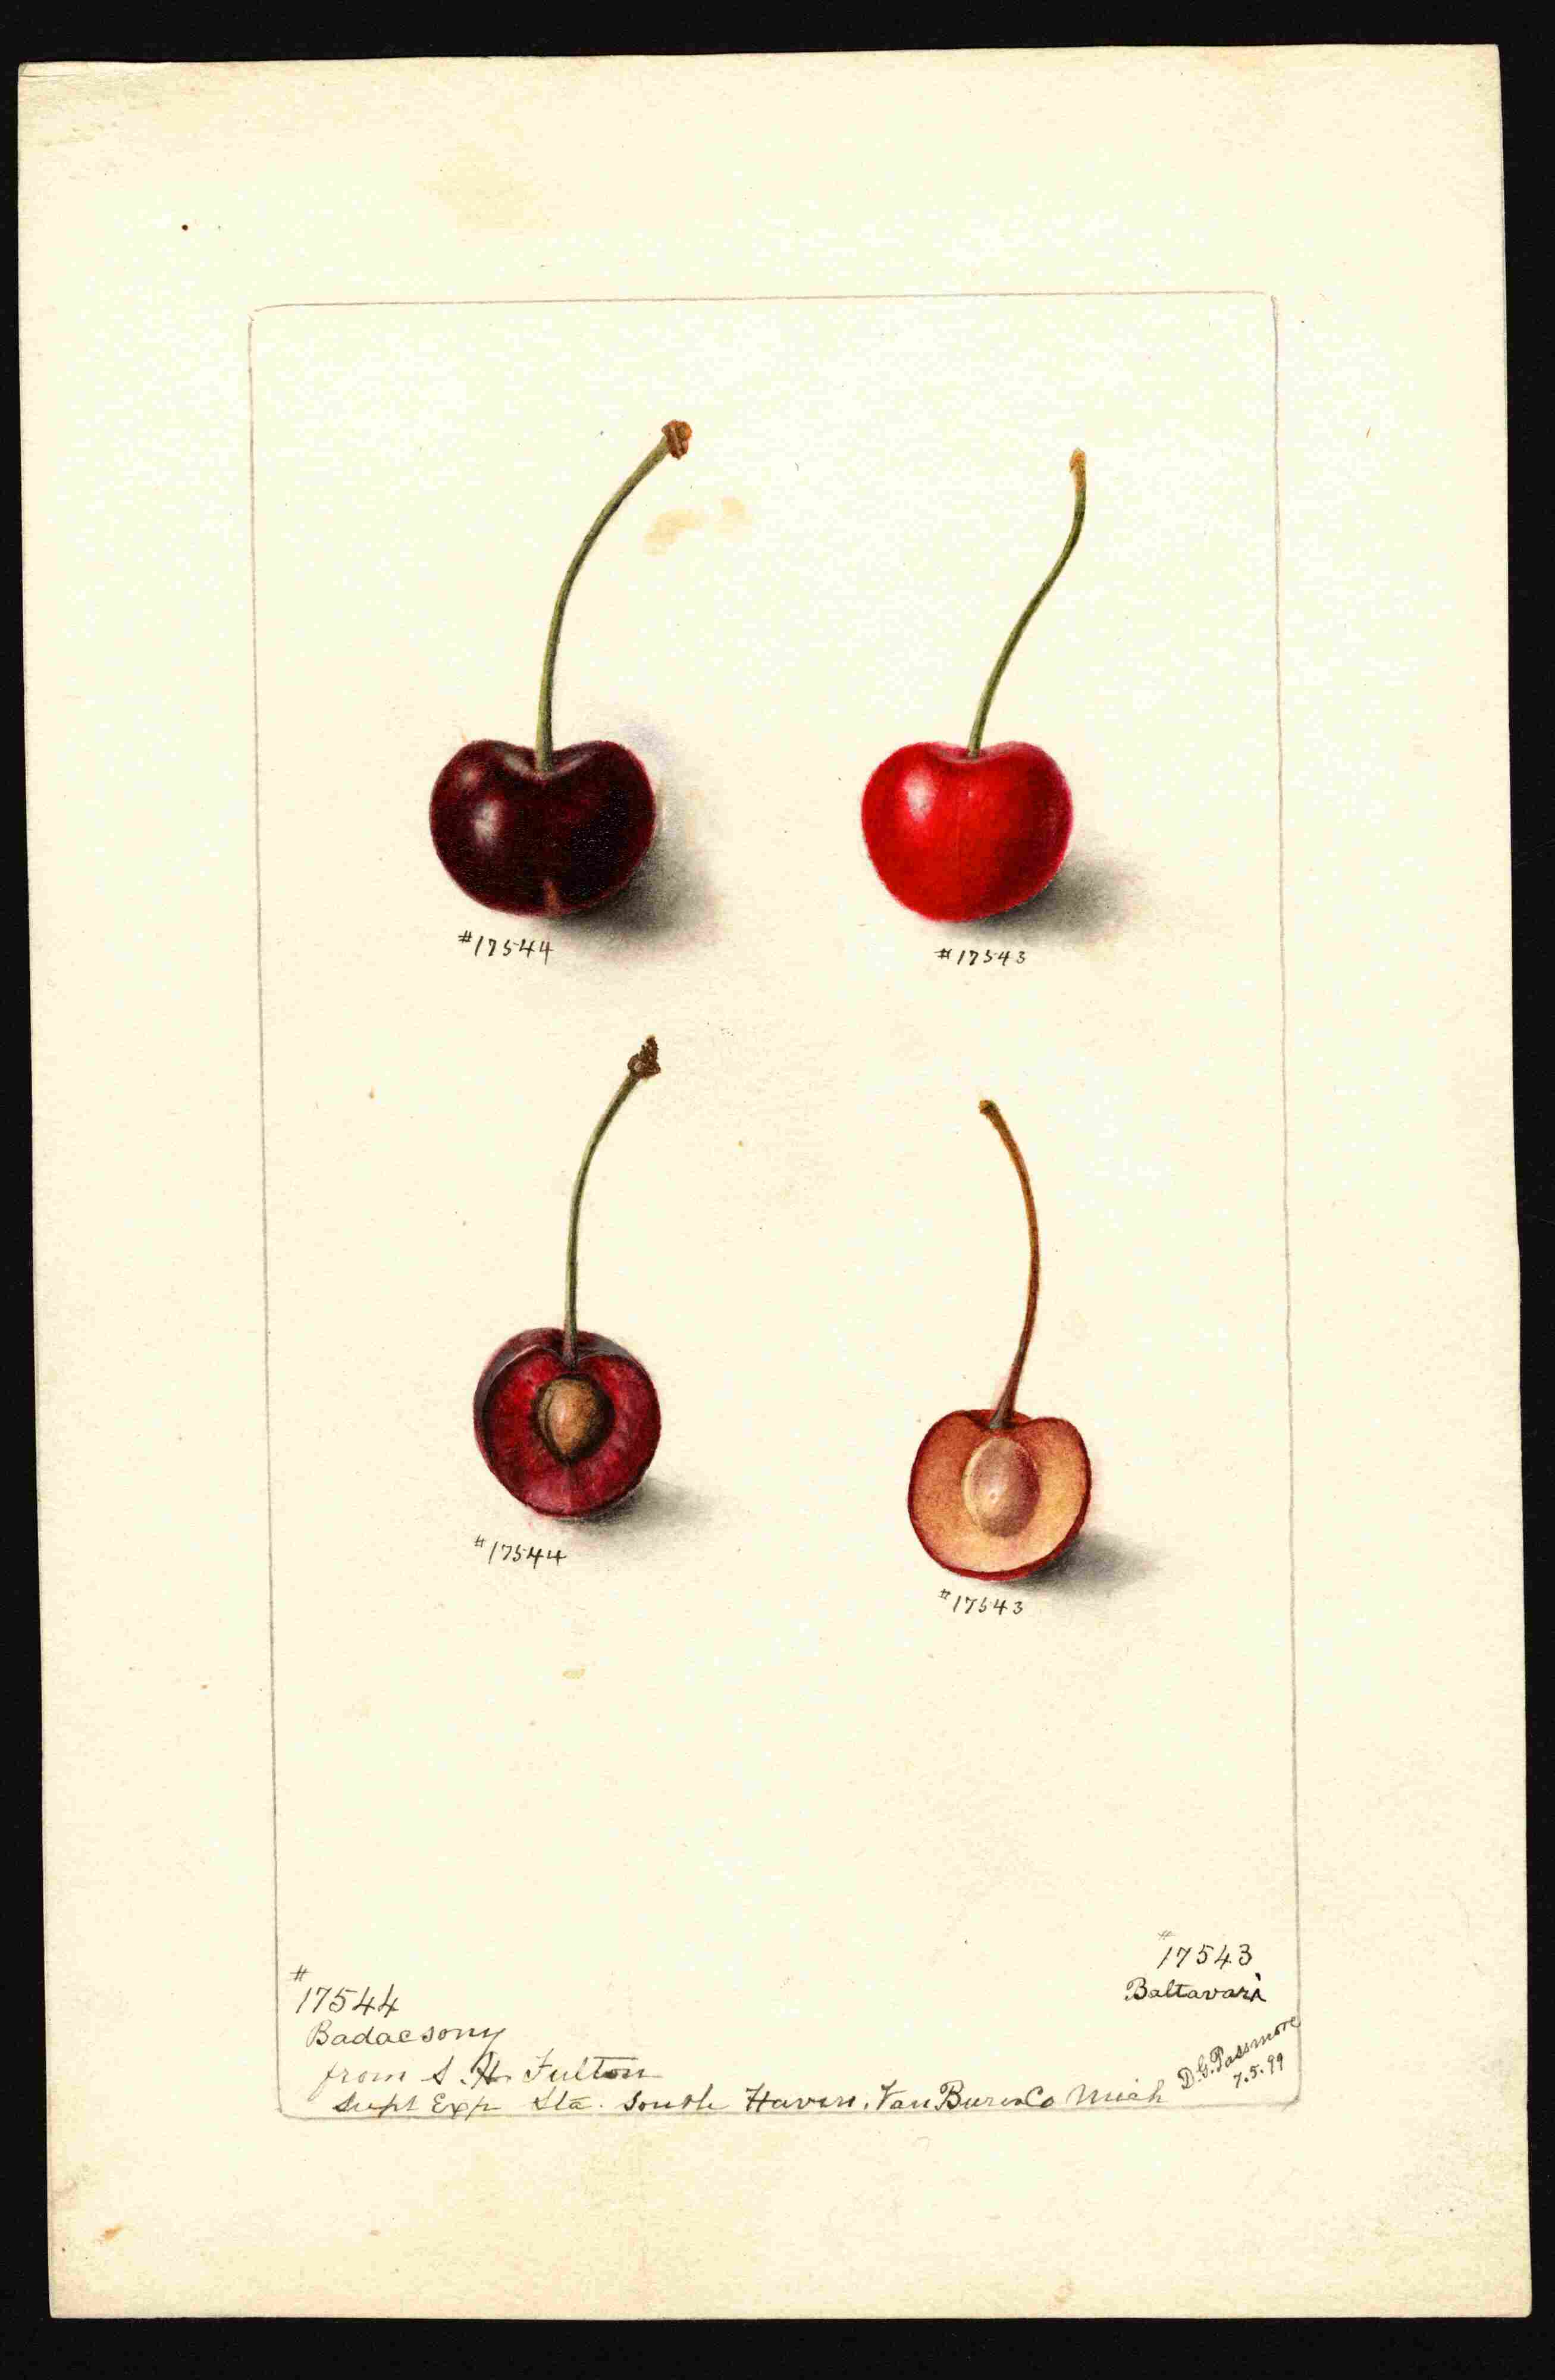 #17544
#17543
#17544
#17543
#
17544
Badacsony
from S. H. Fulton
Supt Exp Sta. South Haven, Van Buren Co Mich
#
17543
Baltavari
D.G. Passmore
7.5.99